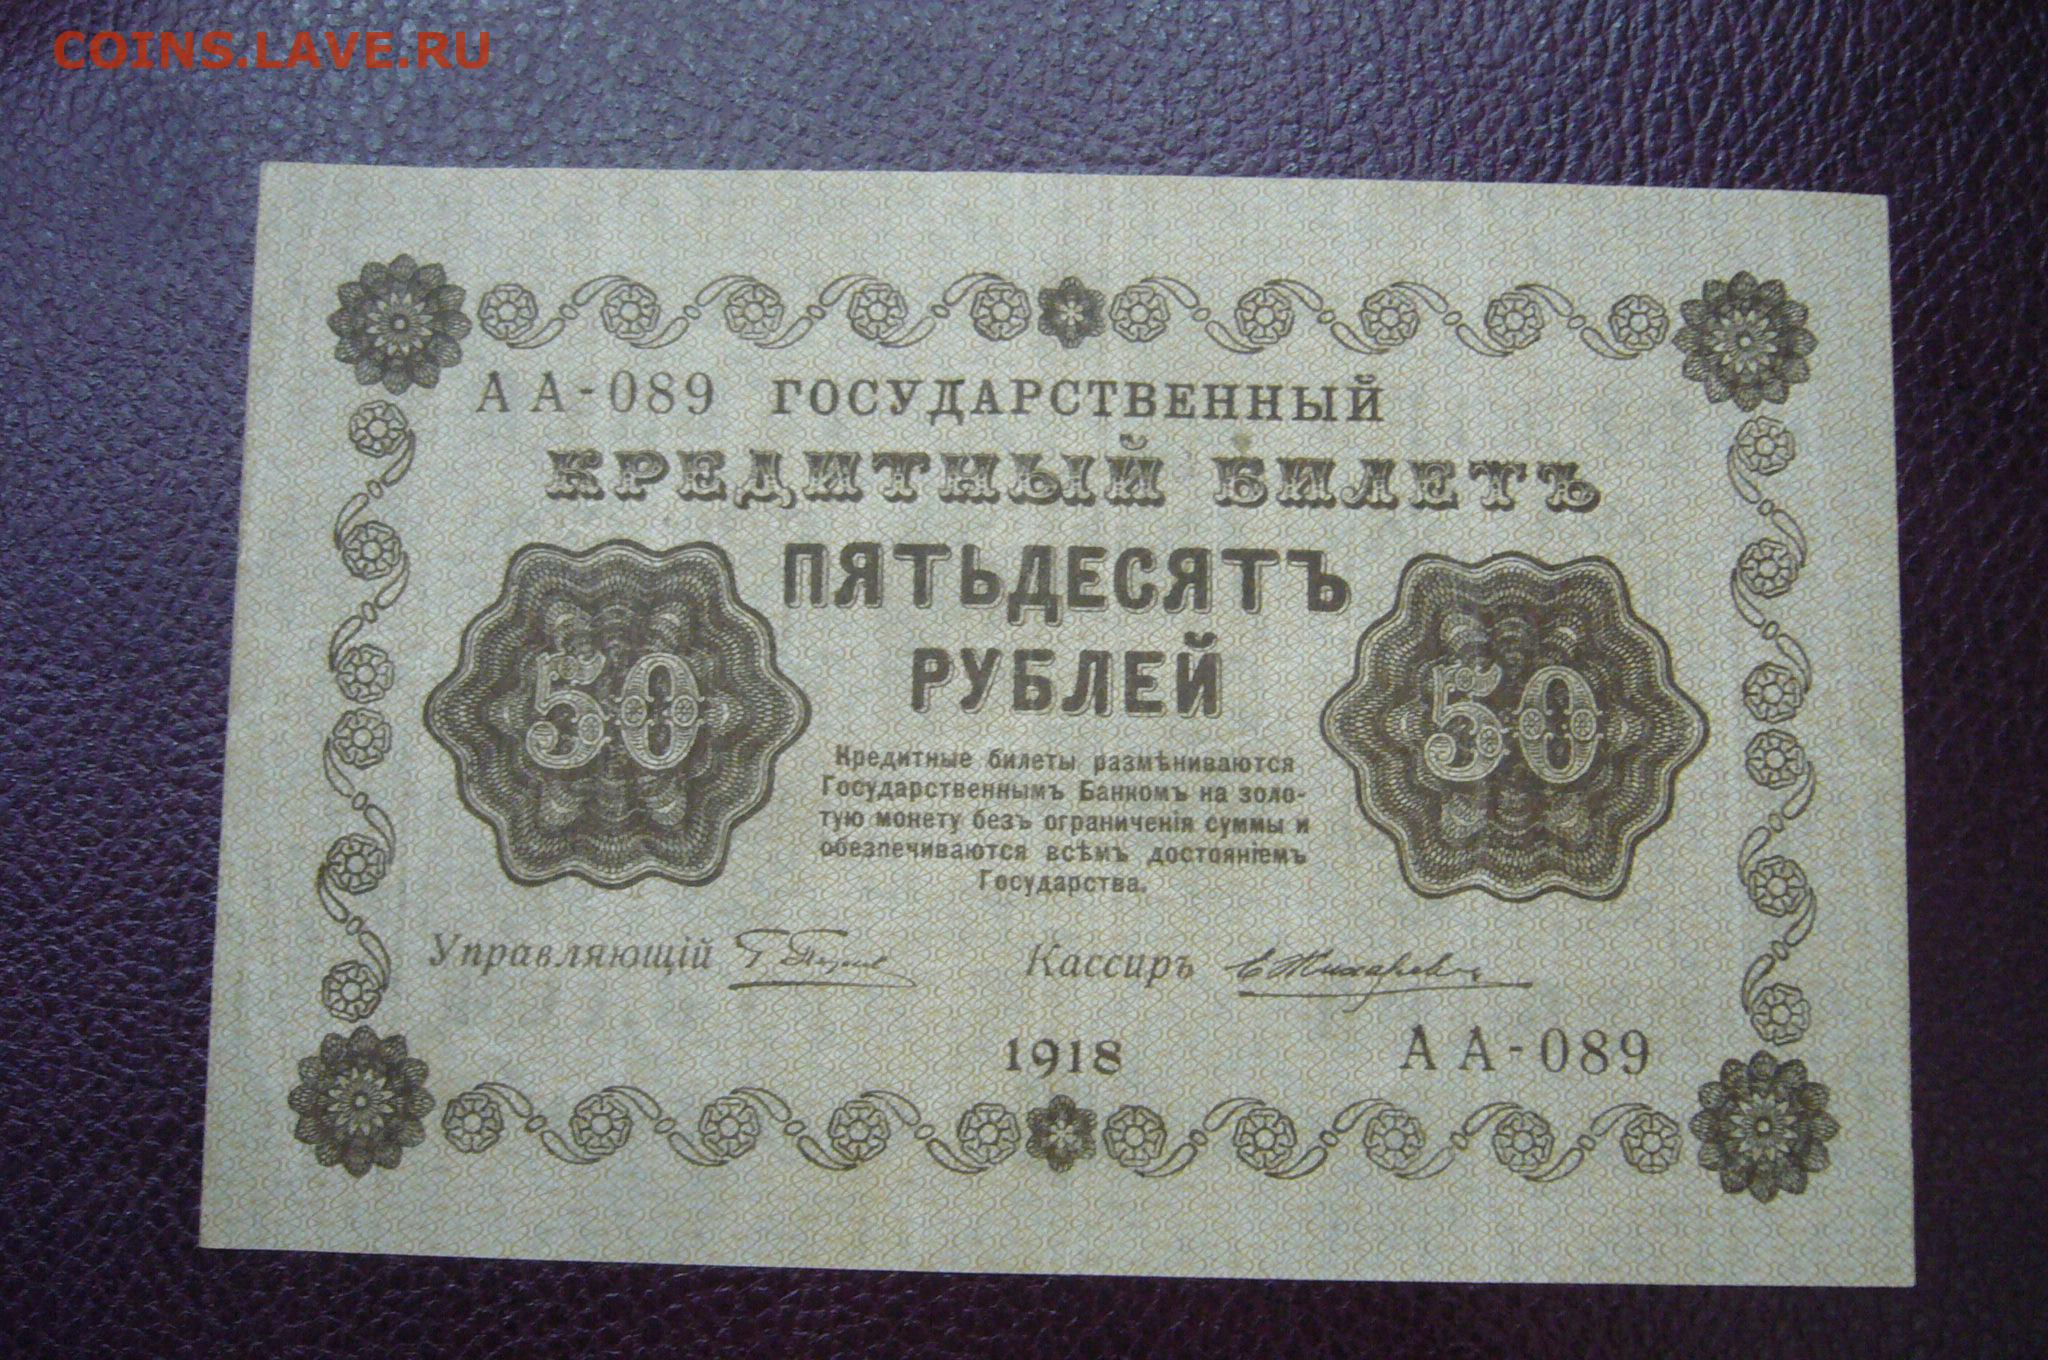 COINS.LAVE.RU
АА-089 ГОСУДАРСТВЕННЫЙ
КРЕДИТНЫЙ БИЛЕТЪ
ПЯТЬДЕСЯТЪ
РУБЛЕЙ
50
50
Кредитные билеты размѣниваются
Государственнымъ Банкомъ на золо-
тую монету безъ ограниченія суммы и
обезпечиваются всѣмъ достояніемъ
Государства.
Управляющій Кассиръ
1918 АА-089